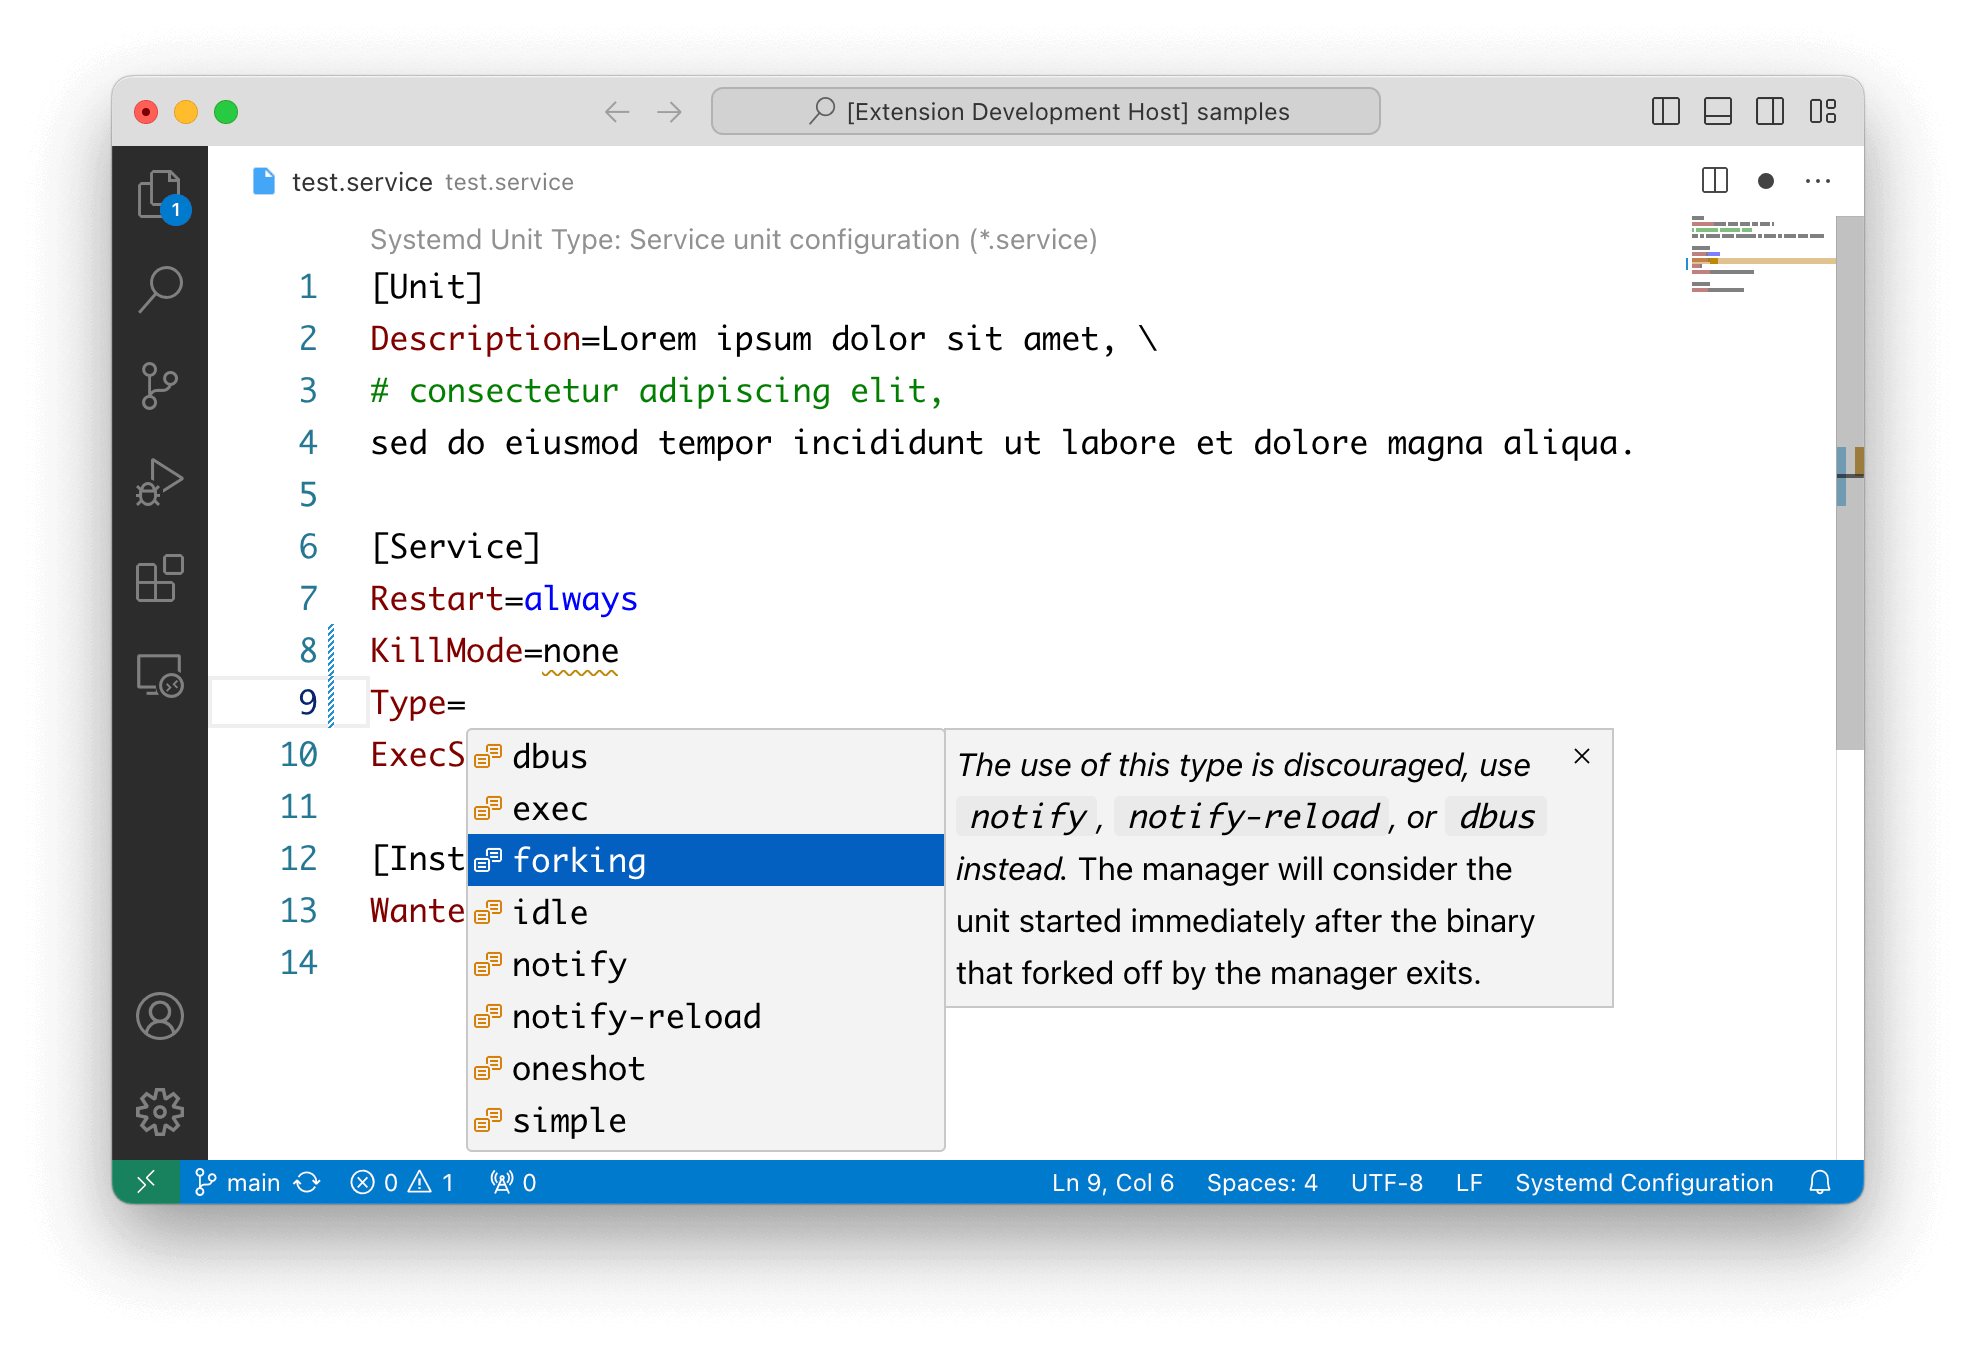 [Extension Development Host] samples
1
test.service test.service
Systemd Unit Type: Service unit configuration (*.service)
1 [Unit]
2 Description=Lorem ipsum dolor sit amet, \
3 # consectetur adipiscing elit,
4 sed do eiusmod tempor incididunt ut labore et dolore magna aliqua.
5
6 [Service]
7 Restart=always
8 KillMode=none
9 Type=
10 ExecS
11
12 [Inst
13 Wante
14
dbus
exec
forking
idle
notify
notify-reload
oneshot
simple
The use of this type is discouraged, use
notify, notify-reload, or dbus
instead. The manager will consider the
unit started immediately after the binary
that forked off by the manager exits.
main 0 1 0 Ln 9, Col 6 Spaces: 4 UTF-8 LF Systemd Configuration